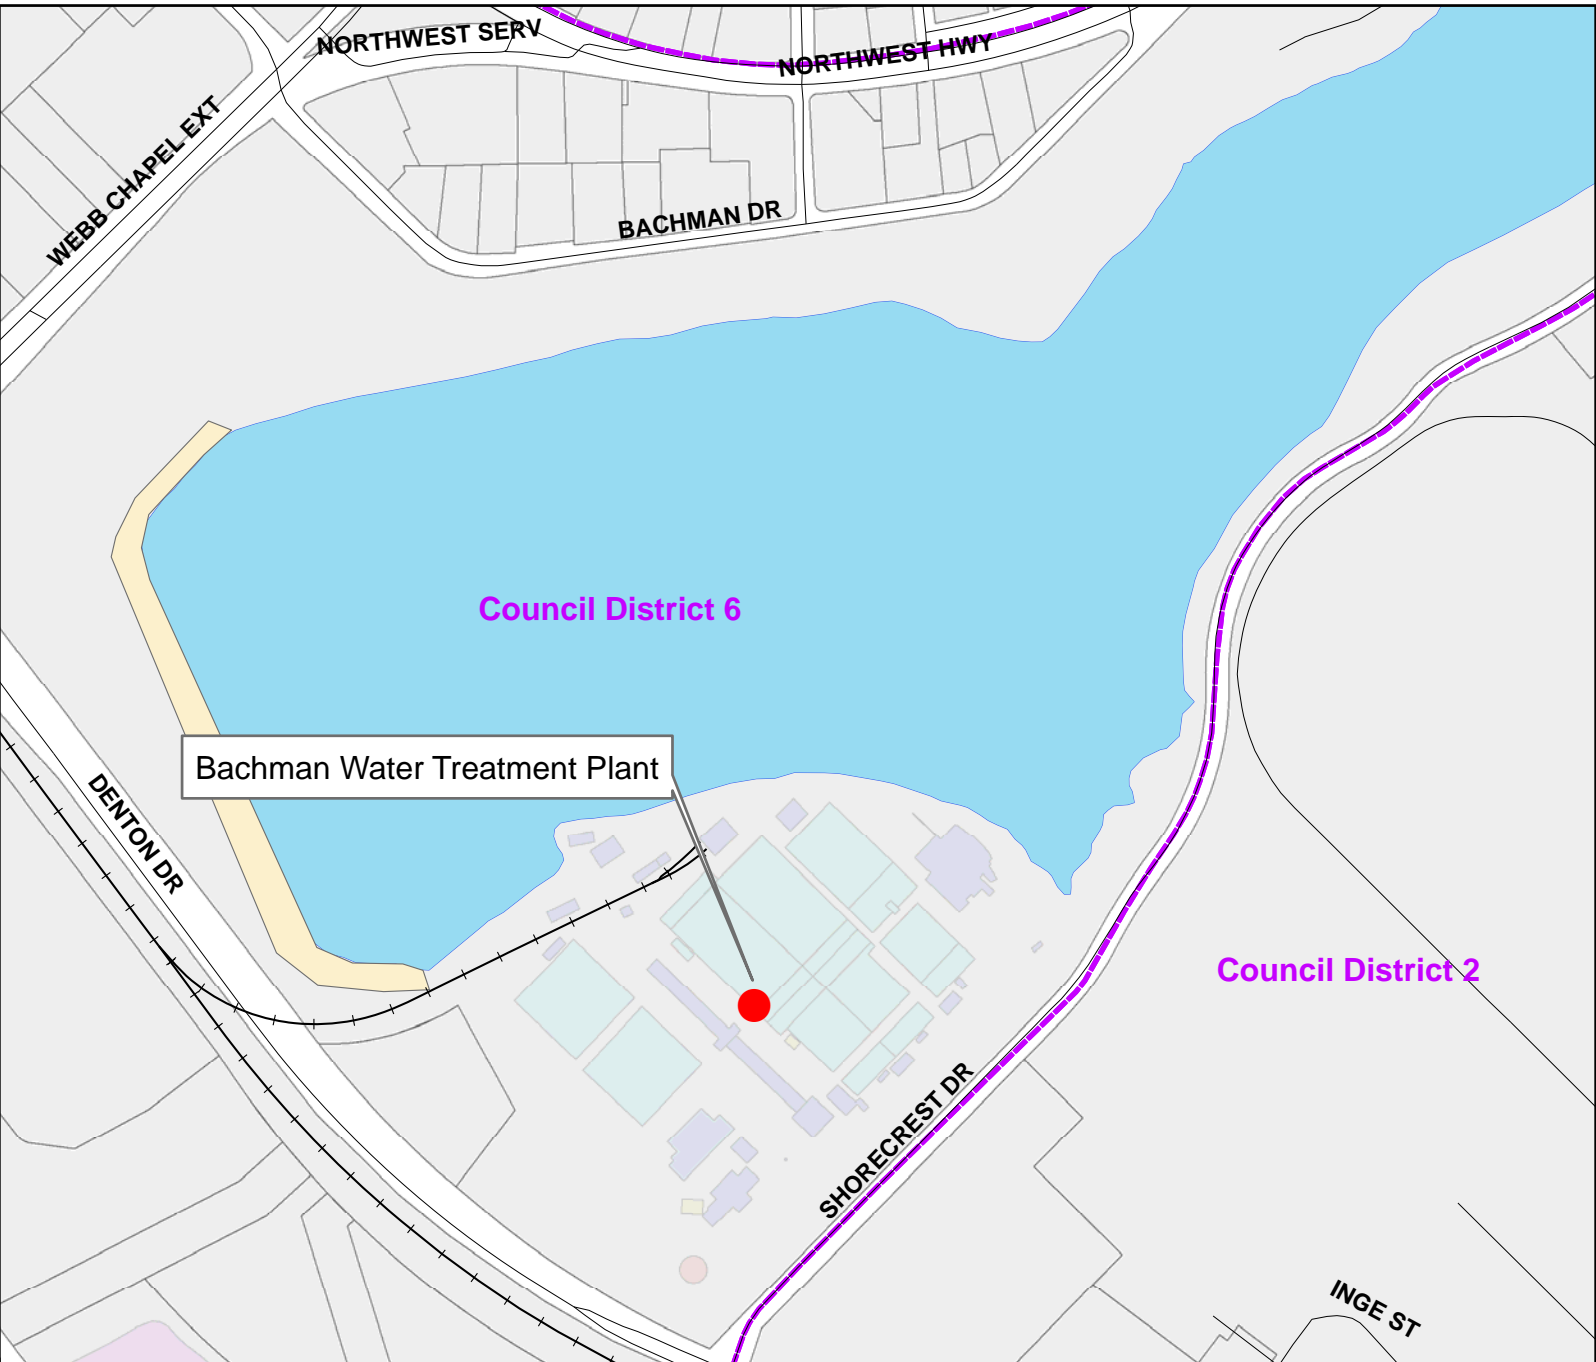 NORTHWEST SERV
NORTHWEST HWY
WEBB CHAPEL EXT
BACHMAN DR
Council District 6
Bachman Water Treatment Plant
DENTON DR
Council District 2
SHORECREST DR
INGE ST